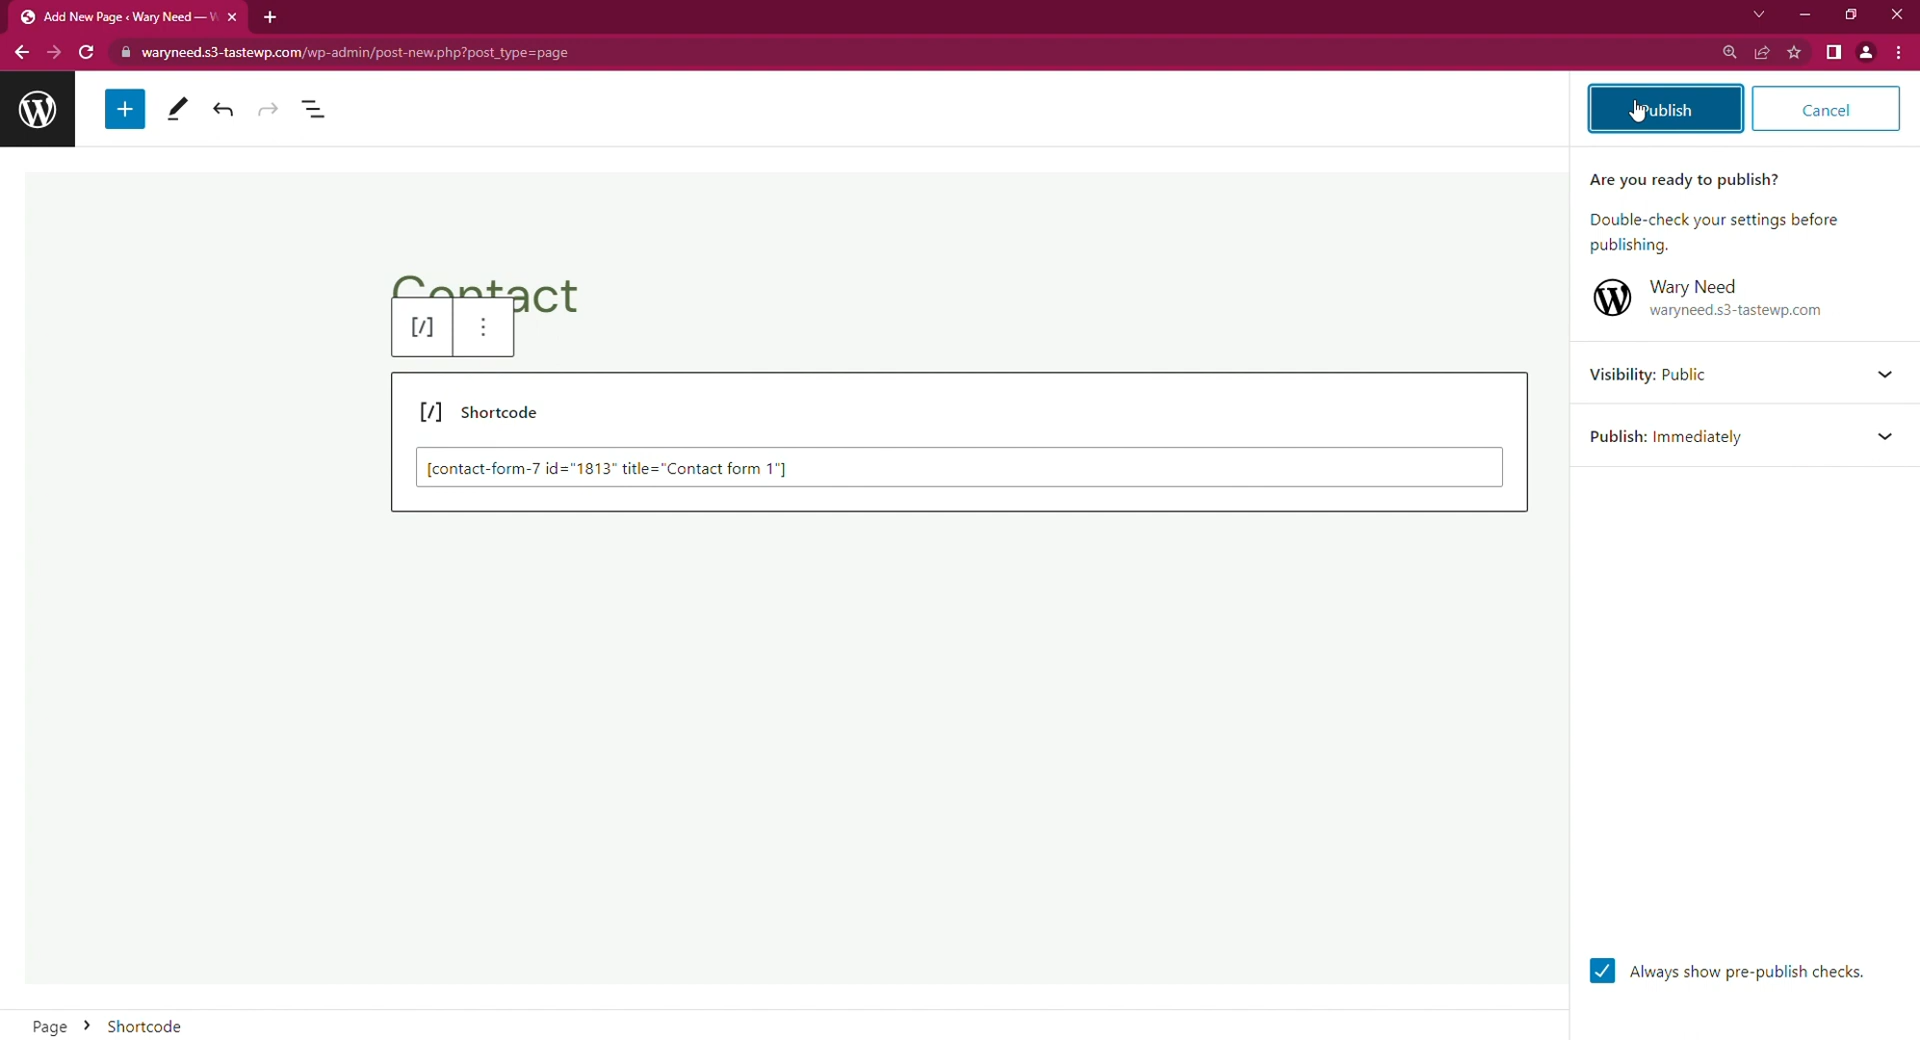 Add New Page ‹ Wary Need — W
waryneed.s3-tastewp.com/wp-admin/post-new.php?post_type=page
Publish
Cancel
Are you ready to publish?
Double-check your settings before
publishing.
Wary Need
waryneed.s3-tastewp.com
Visibility: Public
Publish: Immediately
Contact
[/]
[/] Shortcode
[contact-form-7 id="1813" title="Contact form 1"]
Always show pre-publish checks.
Page › Shortcode